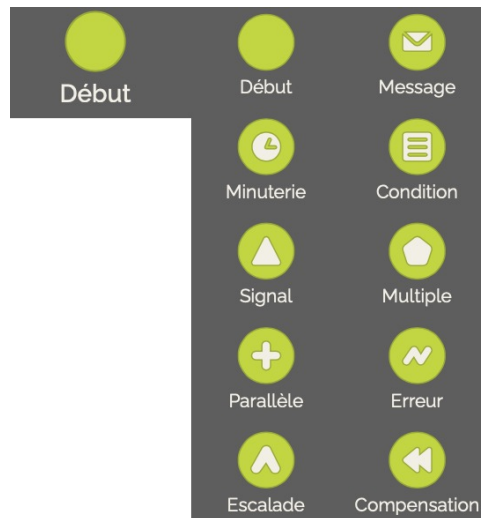 Début
Début
Message
Minuterie
Condition
Signal
Multiple
Parallèle
Erreur
Escalade
Compensation